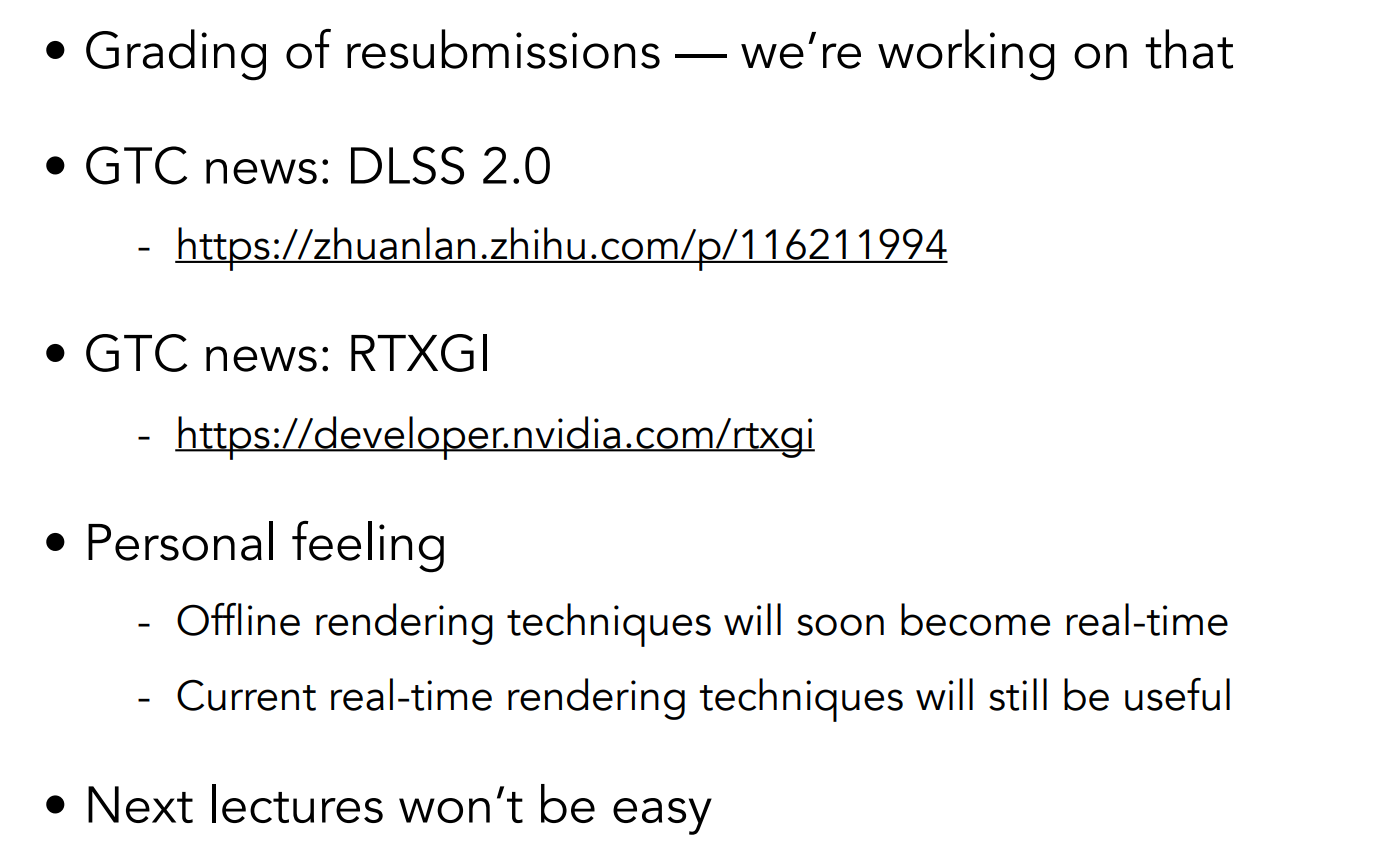 • Grading of resubmissions — we’re working on that
• GTC news: DLSS 2.0
- https://zhuanlan.zhihu.com/p/116211994
• GTC news: RTXGI
- https://developer.nvidia.com/rtxgi
• Personal feeling
- Offline rendering techniques will soon become real-time
- Current real-time rendering techniques will still be useful
• Next lectures won’t be easy